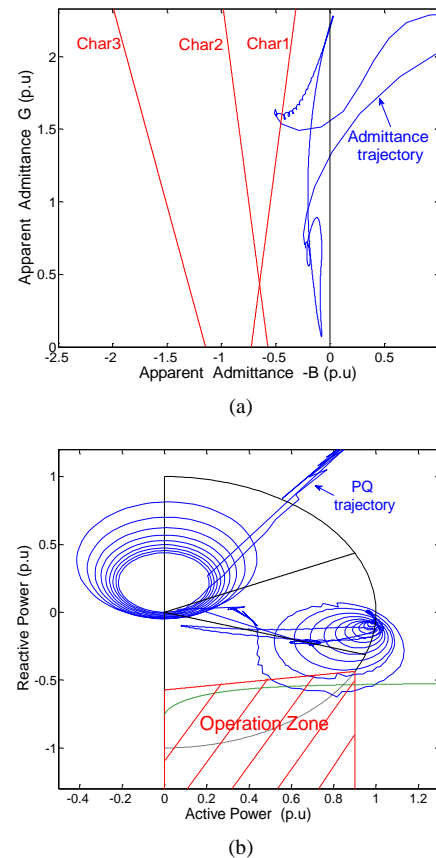 Char3
Char2
Char1
Admittance
trajectory
Apparent Admittance G (p.u)
2
1.5
1
0.5
0
-2.5
-2
-1.5
-1
-0.5
0
0.5
1
Apparent Admittance -B (p.u)
(a)
PQ
trajectory
Operation Zone
Reactive Power (p.u)
1
0.5
0
-0.5
-1
-0.4
-0.2
0
0.2
0.4
0.6
0.8
1
1.2
Active Power (p.u)
(b)